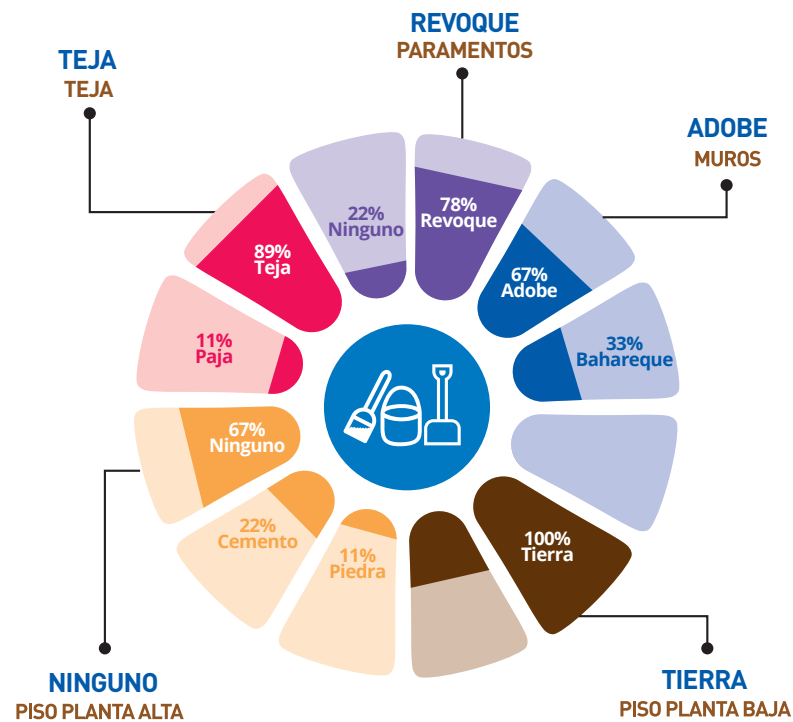 REVOQUE
PARAMENTOS
TEJA
TEJA
ADOBE
MUROS
22%
Ninguno
78%
Revoque
89%
Teja
67%
Adobe
11%
Paja
33%
Bahareque
67%
Ninguno
22%
Cemento
11%
Piedra
100%
Tierra
NINGUNO
PISO PLANTA ALTA
TIERRA
PISO PLANTA BAJA